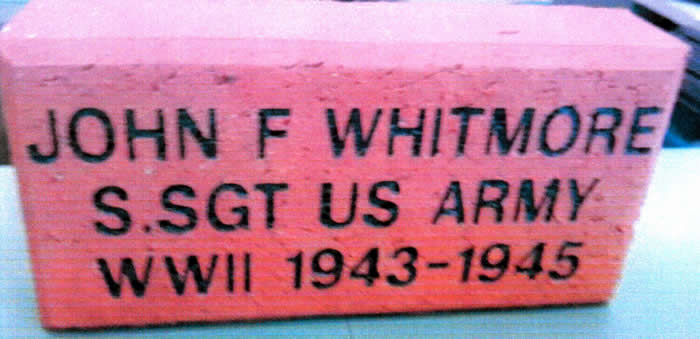 JOHN F WHITMORE
S.SGT US ARMY
WWII 1943-1945